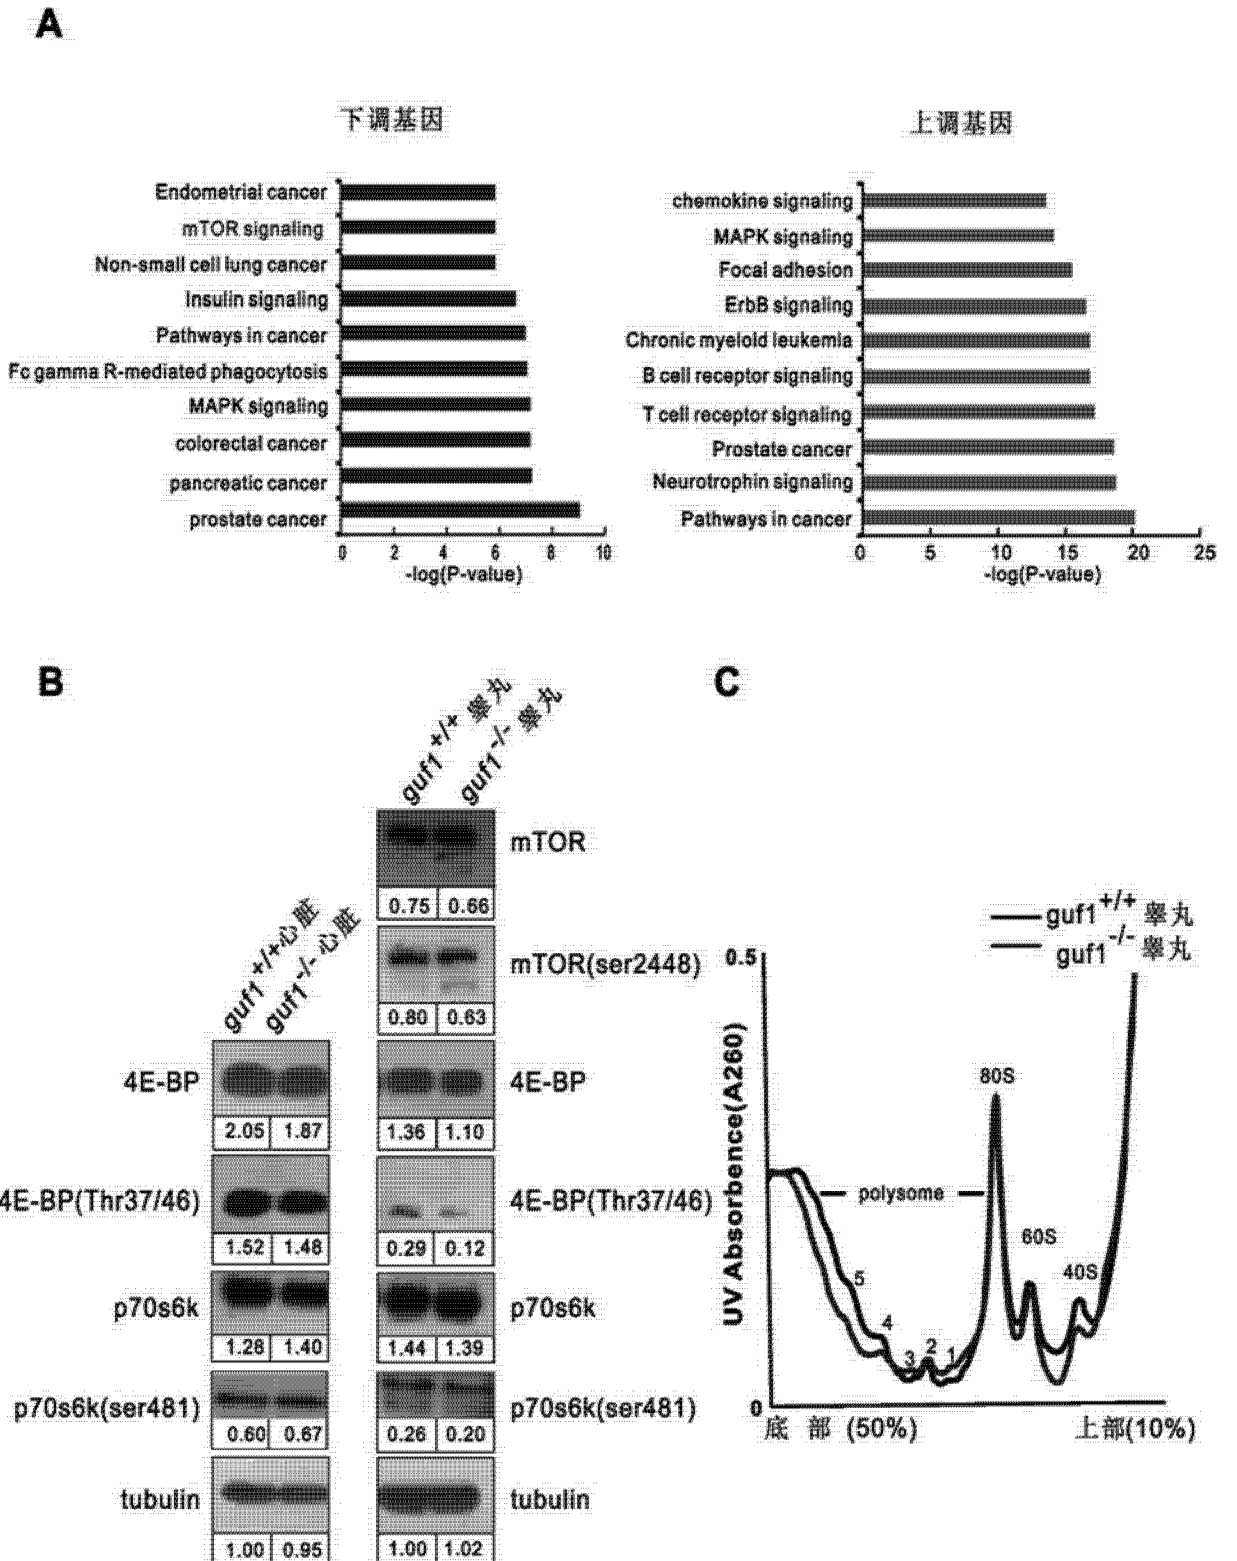 A
下调基因
Endometrial cancer
mTOR signaling
Non-small cell lung cancer
Insulin signaling
Pathways in cancer
Fc gamma R-mediated phagocytosis
MAPK signaling
colorectal cancer
pancreatic cancer
prostate cancer
0 2 4 6 8 10
-log(P-value)
上调基因
chemokine signaling
MAPK signaling
Focal adhesion
ErbB signaling
Chronic myeloid leukemia
B cell receptor signaling
T cell receptor signaling
Prostate cancer
Neurotrophin signaling
Pathways in cancer
0 5 10 15 20 25
-log(P-value)
B
guf1+/+心脏
guf1-/-心脏
4E-BP
2.05 1.87
4E-BP(Thr37/46)
1.52 1.48
p70s6k
1.28 1.40
p70s6k(ser481)
0.60 0.67
tubulin
1.00 0.95
guf1+/+ 睾丸
guf1-/- 睾丸
mTOR
0.75 0.66
mTOR(ser2448)
0.80 0.63
4E-BP
1.36 1.10
4E-BP(Thr37/46)
0.29 0.12
p70s6k
1.44 1.39
p70s6k(ser481)
0.26 0.20
tubulin
1.00 1.02
C
guf1+/+ 睾丸
guf1-/- 睾丸
0.5
UV Absorbence(A260)
80S
polysome
60S
40S
5
4
3
2
1
0
底 部 (50%)
上部(10%)